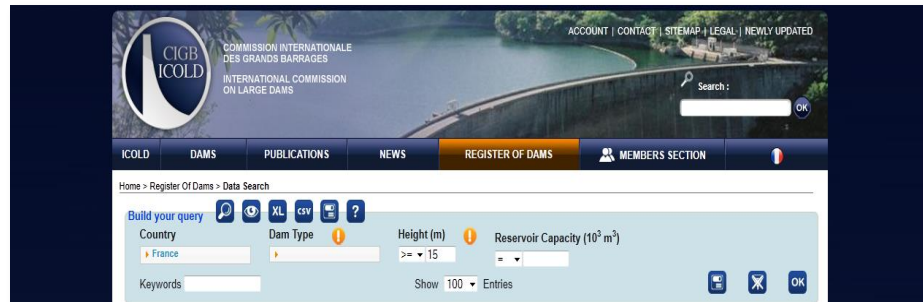 ACCOUNT | CONTACT | SITEMAP | LEGAL | NEWLY UPDATED
CIGB
ICOLD
COMMISSION INTERNATIONALE
DES GRANDS BARRAGES
INTERNATIONAL COMMISSION
ON LARGE DAMS
Search :
OK
ICOLD DAMS PUBLICATIONS NEWS REGISTER OF DAMS MEMBERS SECTION
Home > Register Of Dams > Data Search
Build your query XL CSV ?
Country Dam Type ! Height (m) ! Reservoir Capacity (10³ m³)
France >= 15 =
Keywords Show 100 Entries OK